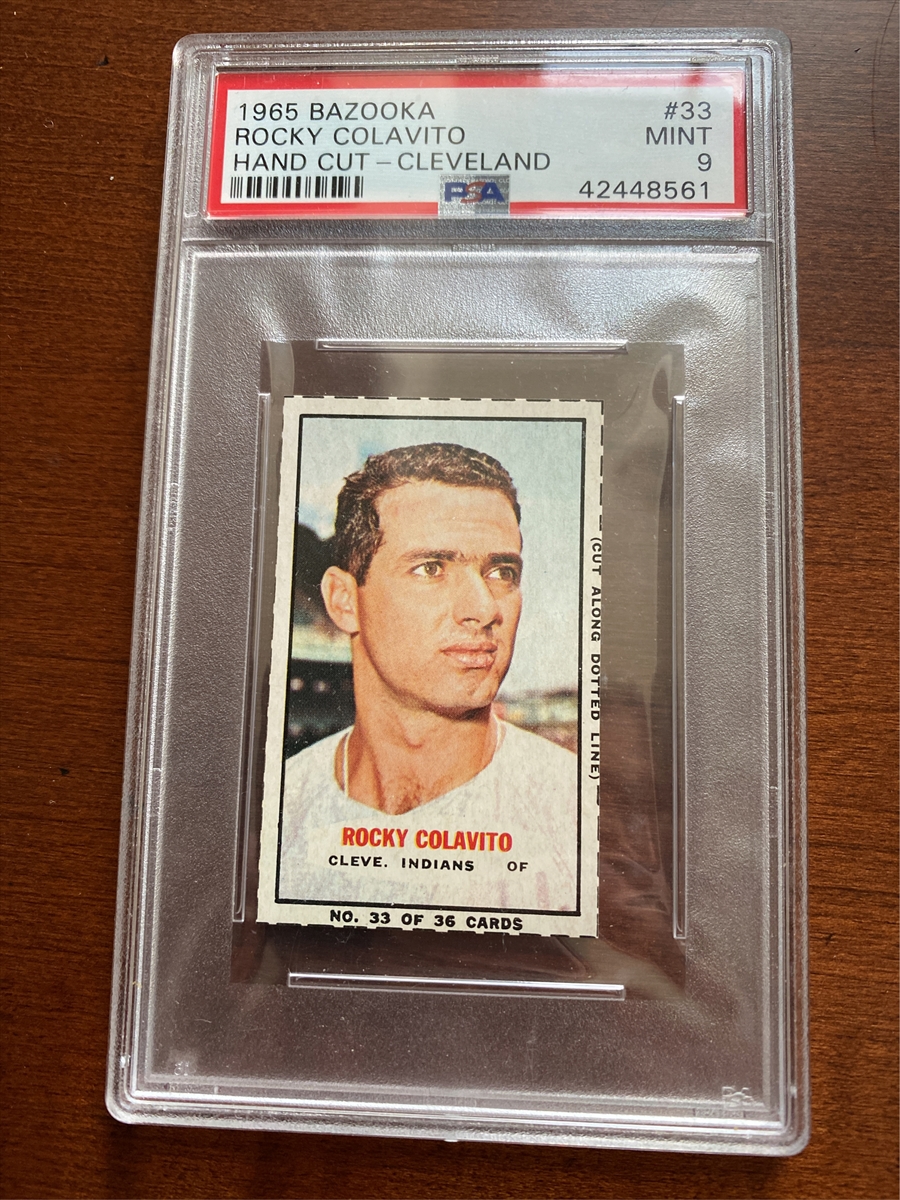 1965 BAZOOKA #33
ROCKY COLAVITO MINT
HAND CUT – CLEVELAND 9
PSA 42448561
(CUT ALONG DOTTED LINE)
ROCKY COLAVITO
CLEVE. INDIANS OF
NO. 33 OF 36 CARDS